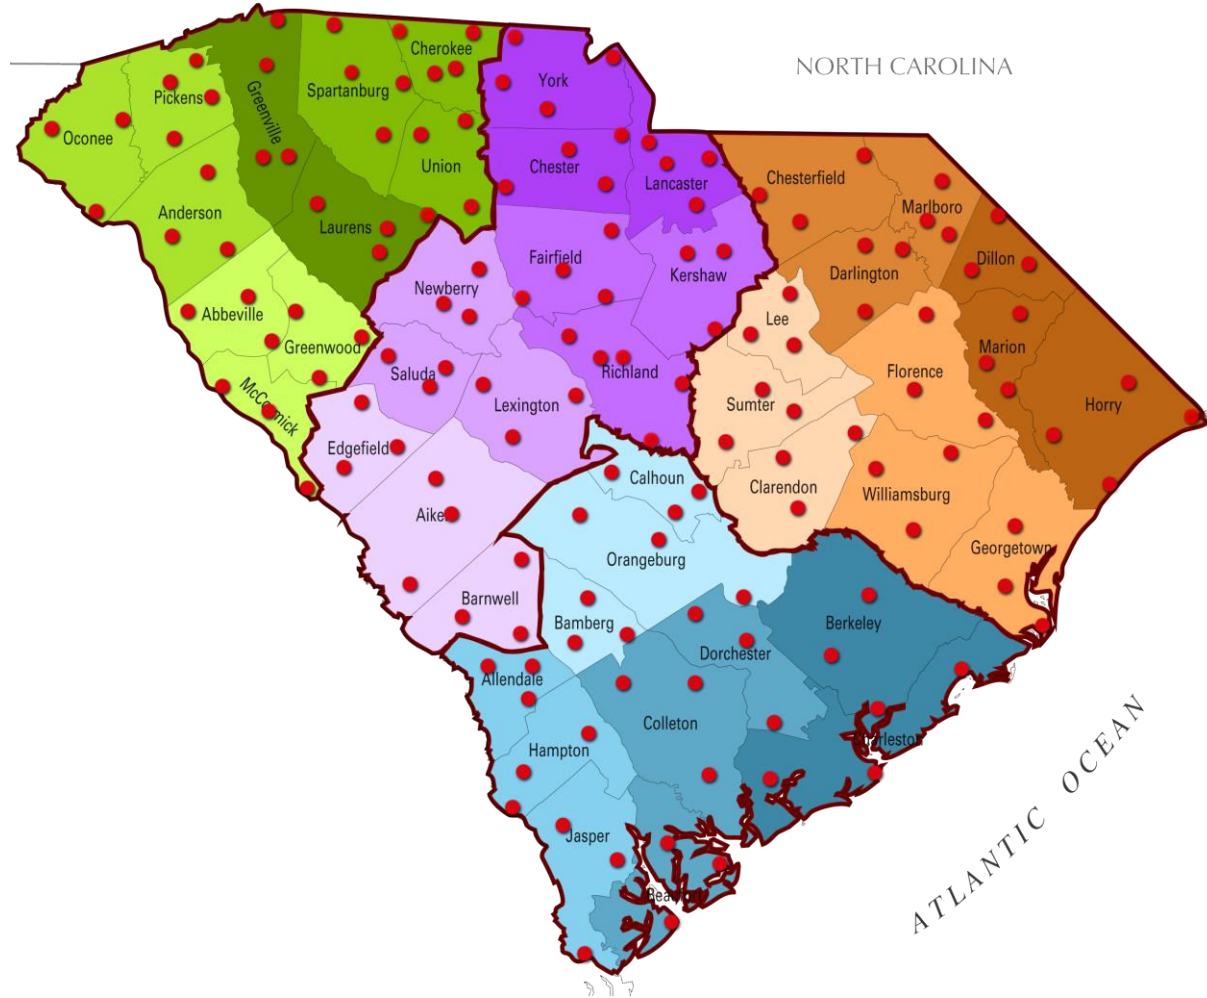 NORTH CAROLINA
Cherokee
York
Spartanburg
Pickens
Greenville
Oconee
Union
Chester
Lancaster
Chesterfield
Marlboro
Anderson
Laurens
Fairfield
Kershaw
Darlington
Dillon
Newberry
Abbeville
Lee
Greenwood
Marion
Saluda
Richland
Florence
McCormick
Lexington
Sumter
Horry
Edgefield
Calhoun
Clarendon
Williamsburg
Aiken
Orangeburg
Georgetown
Barnwell
Bamberg
Berkeley
Dorchester
Allendale
Colleton
Hampton
Charleston
Jasper
Beaufort
ATLANTIC OCEAN